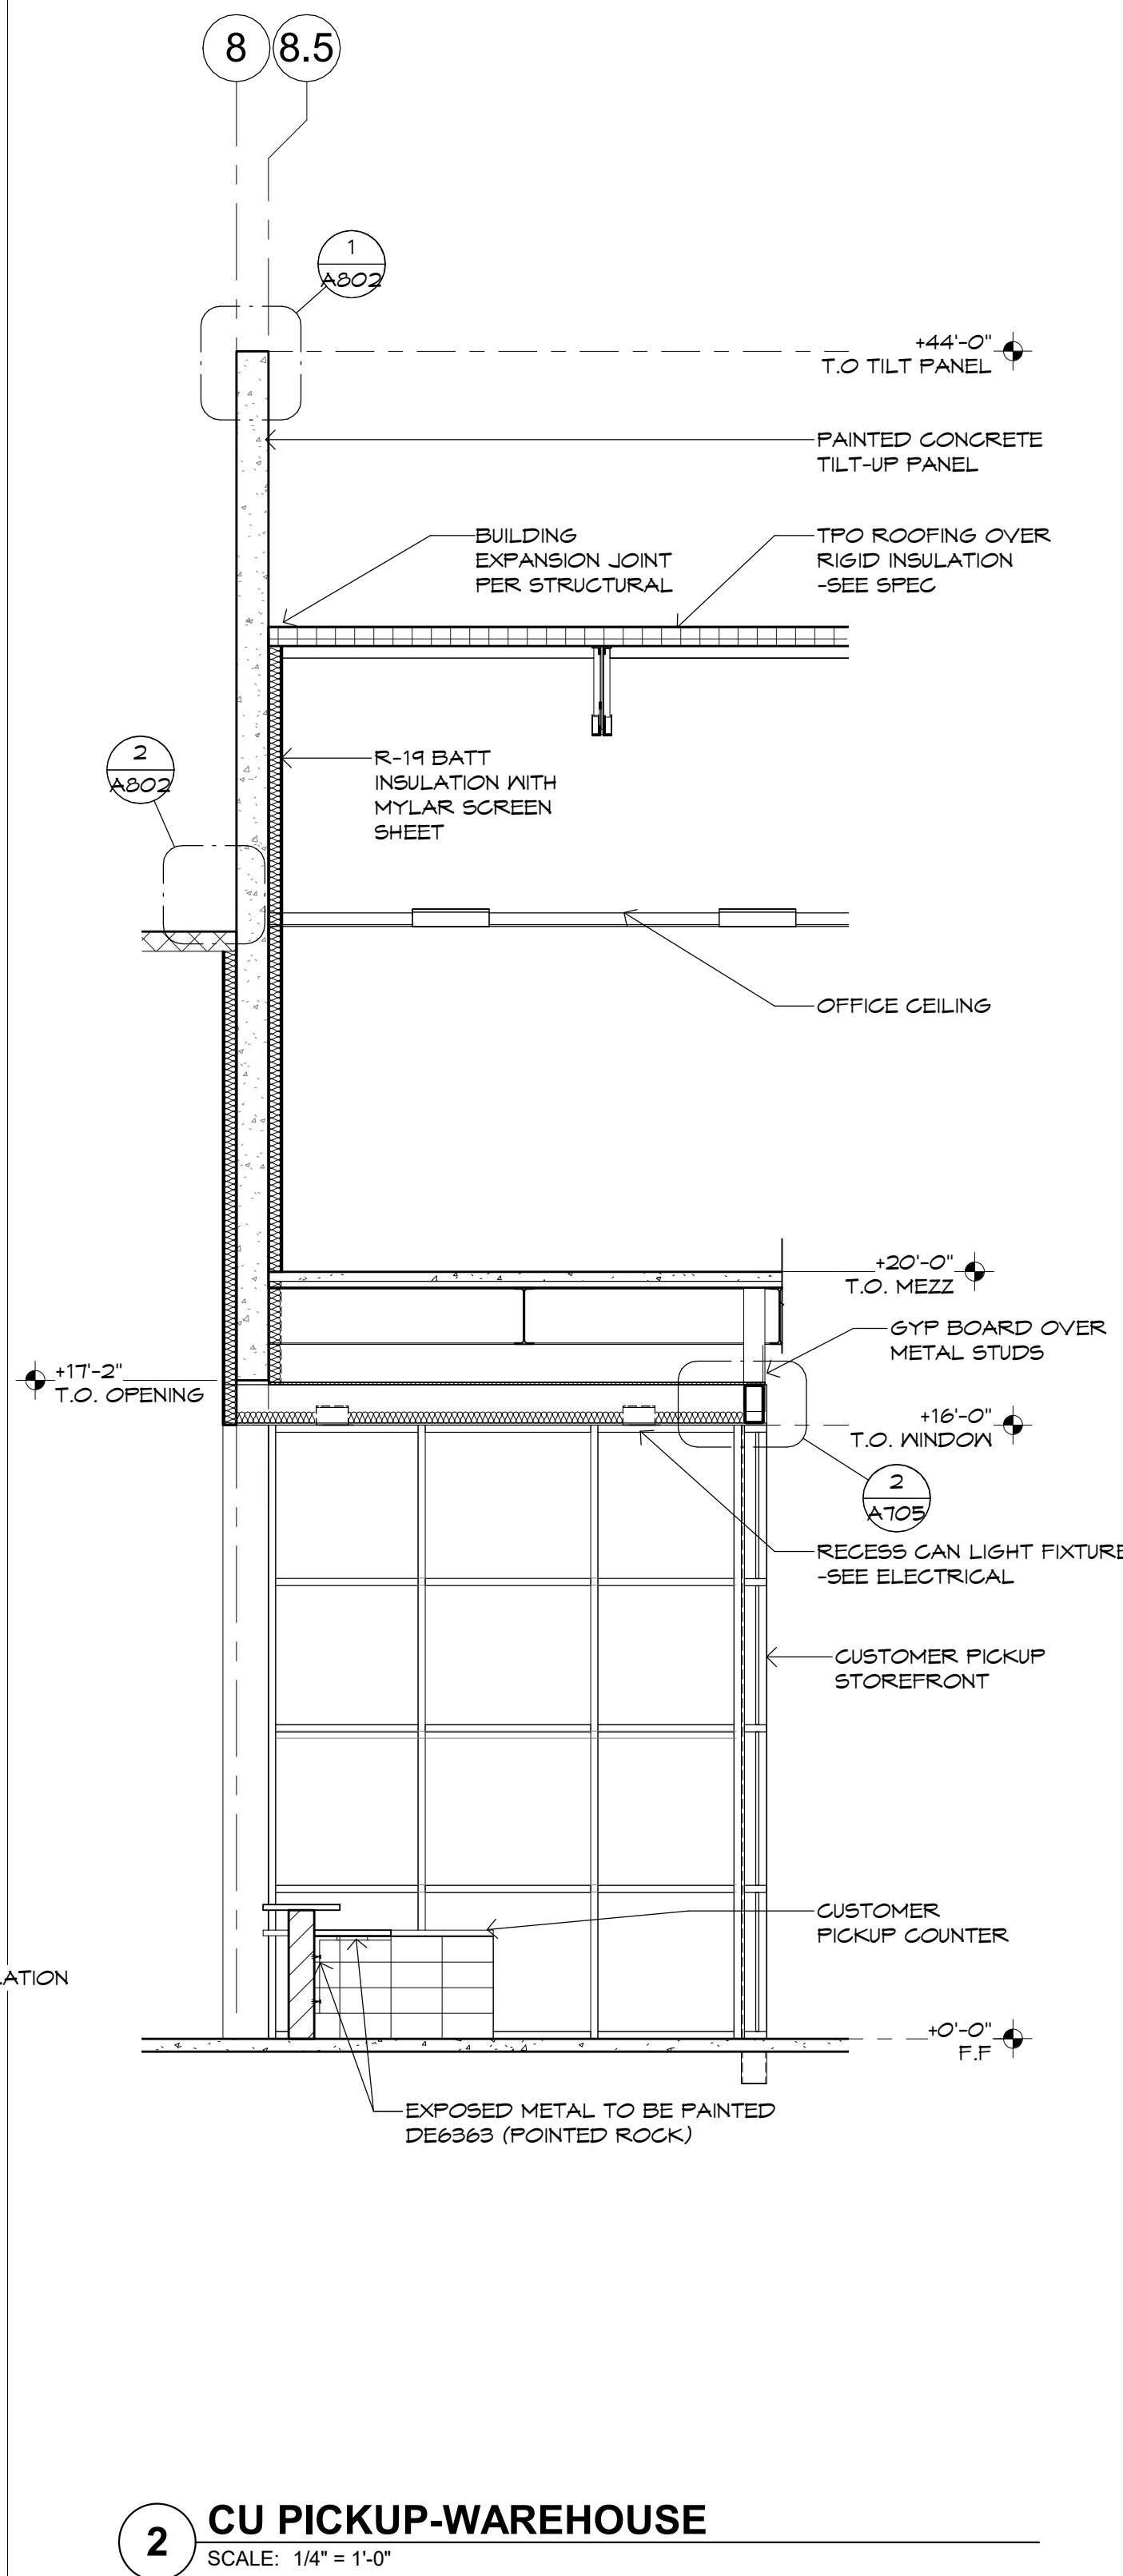 8 8.5
1
A802
+44'-0"
T.O TILT PANEL
PAINTED CONCRETE
TILT-UP PANEL
BUILDING
EXPANSION JOINT
PER STRUCTURAL
TPO ROOFING OVER
RIGID INSULATION
-SEE SPEC
2
A802
R-19 BATT
INSULATION WITH
MYLAR SCREEN
SHEET
OFFICE CEILING
+20'-0"
T.O. MEZZ
GYP BOARD OVER
METAL STUDS
+17'-2"
T.O. OPENING
+16'-0"
T.O. WINDOW
2
A705
RECESS CAN LIGHT FIXTURE
-SEE ELECTRICAL
CUSTOMER PICKUP
STOREFRONT
CUSTOMER
PICKUP COUNTER
ATION
+0'-0"
F.F
EXPOSED METAL TO BE PAINTED
DE6363 (POINTED ROCK)
2 CU PICKUP-WAREHOUSE
SCALE: 1/4" = 1'-0"